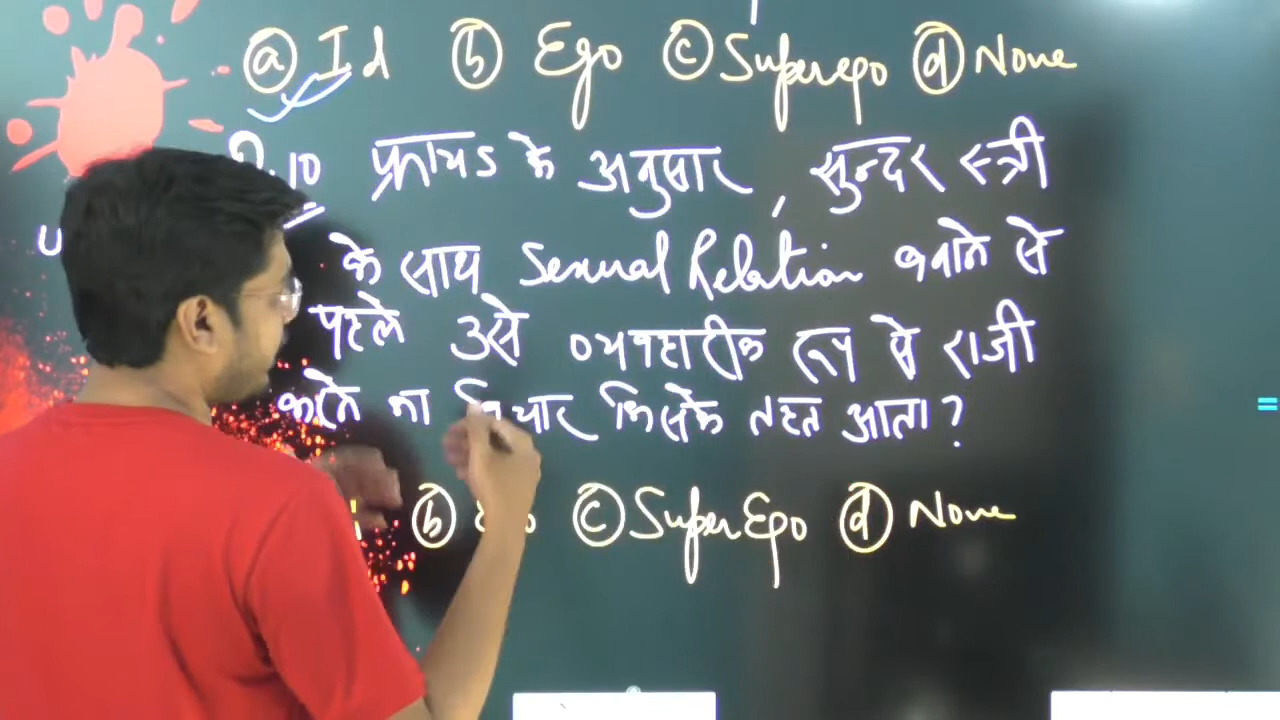 ⓐ Id ⓑ Ego ⓒ Superego ⓓ None
10 फ्रायड के अनुसार, सुन्दर स्त्री
के साथ Sexual Relation बनाने से
पहले उसे व्यवहारीक रूप से राजी
करने का विचार किसके तहत आता?
ⓑ ⓒ SuperEgo ⓓ None